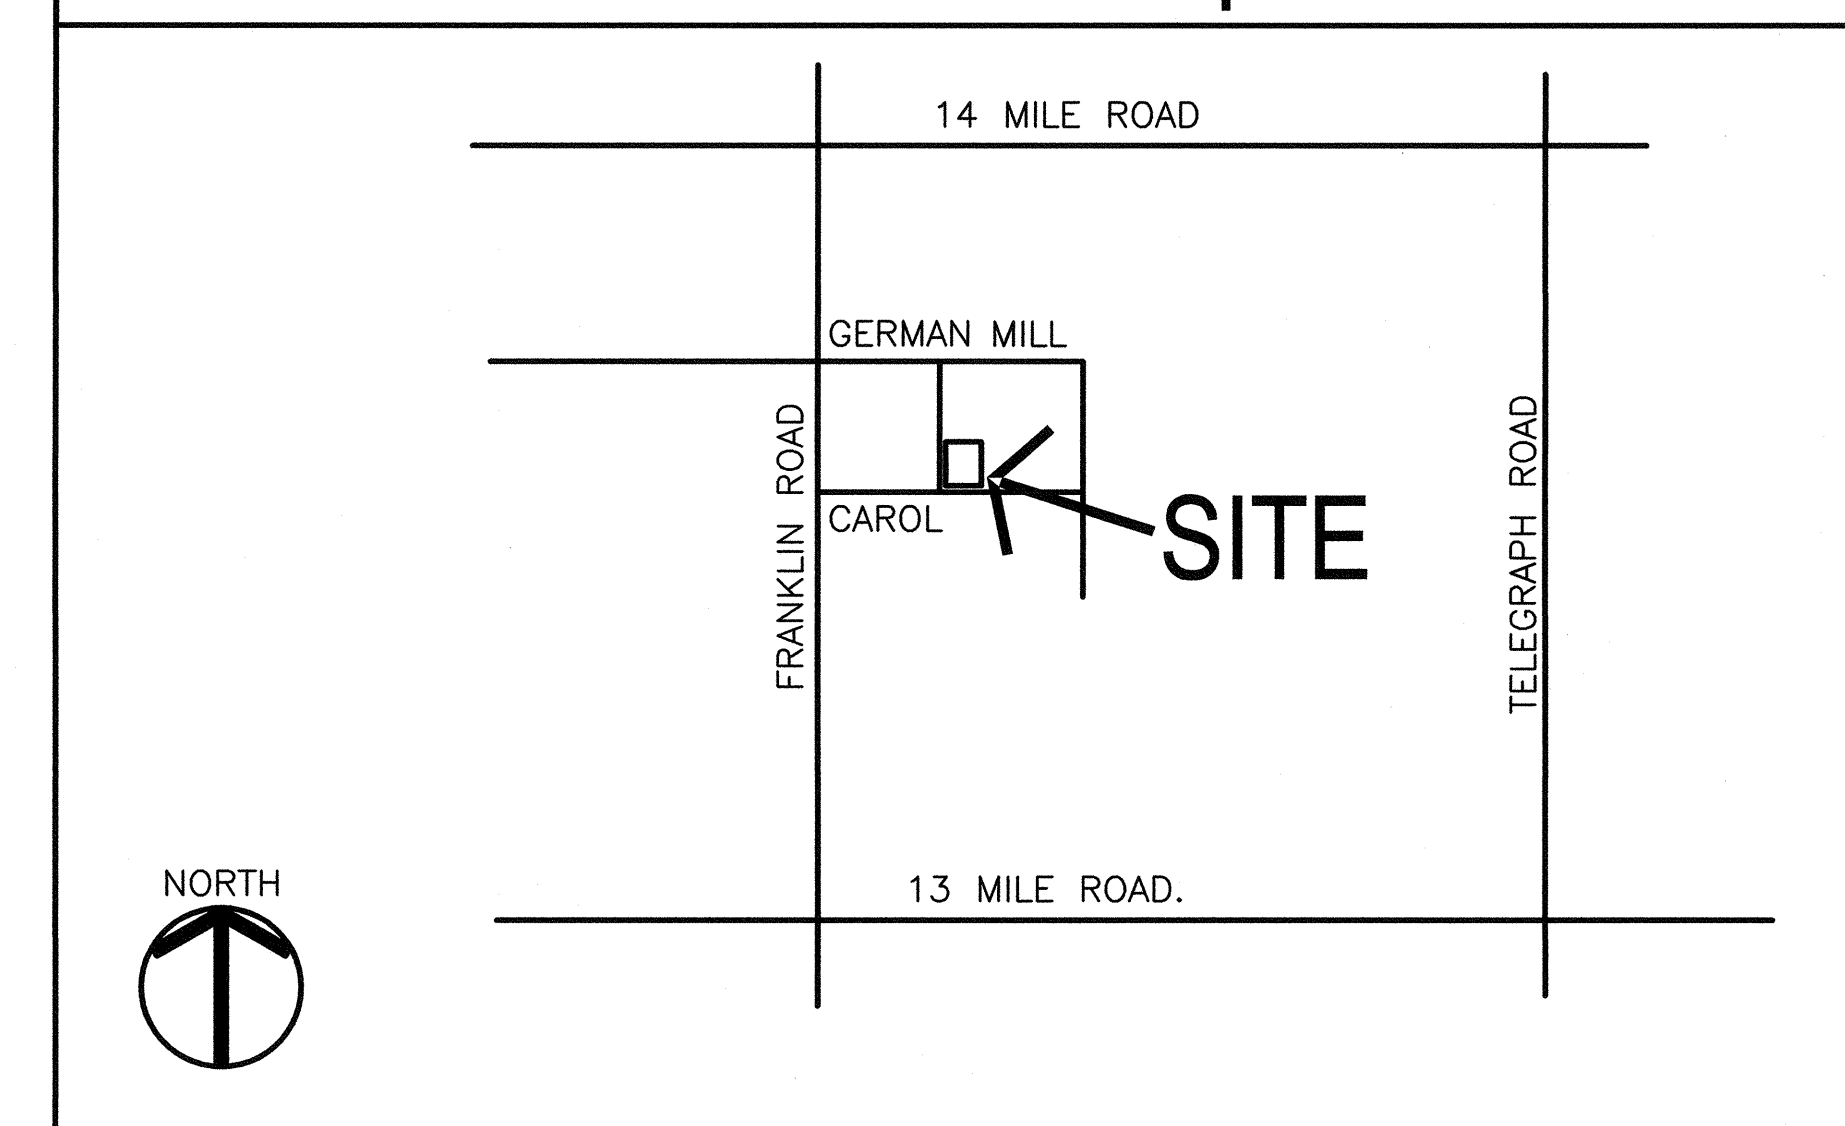 14 MILE ROAD
GERMAN MILL
FRANKLIN ROAD
CAROL
SITE
TELEGRAPH ROAD
NORTH
13 MILE ROAD.